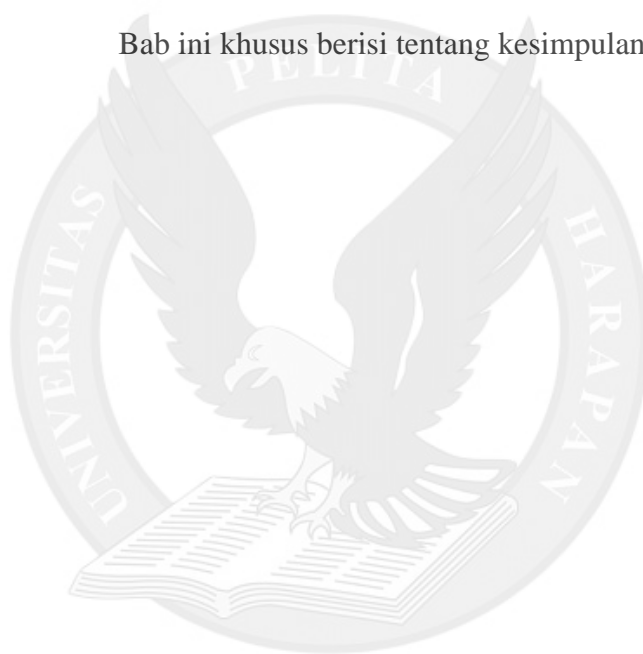 Bab ini khusus berisi tentang kesimpulan
PELITA
UNIVERSITAS
HARAPAN